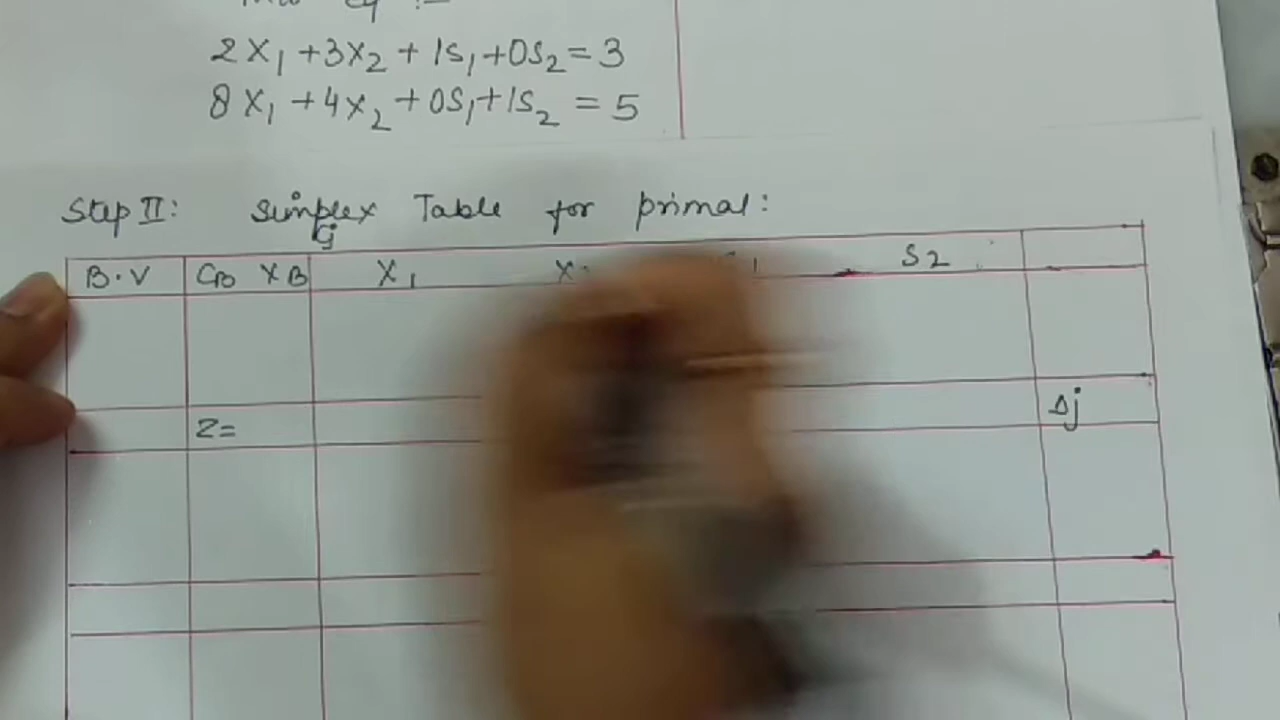 2x₁ + 3x₂ + 1s₁ + 0s₂ = 3
8x₁ + 4x₂ + 0s₁ + 1s₂ = 5
Step II: Simplex Table for primal:
Cj
B.V CB XB X₁ S2
Z= Δj